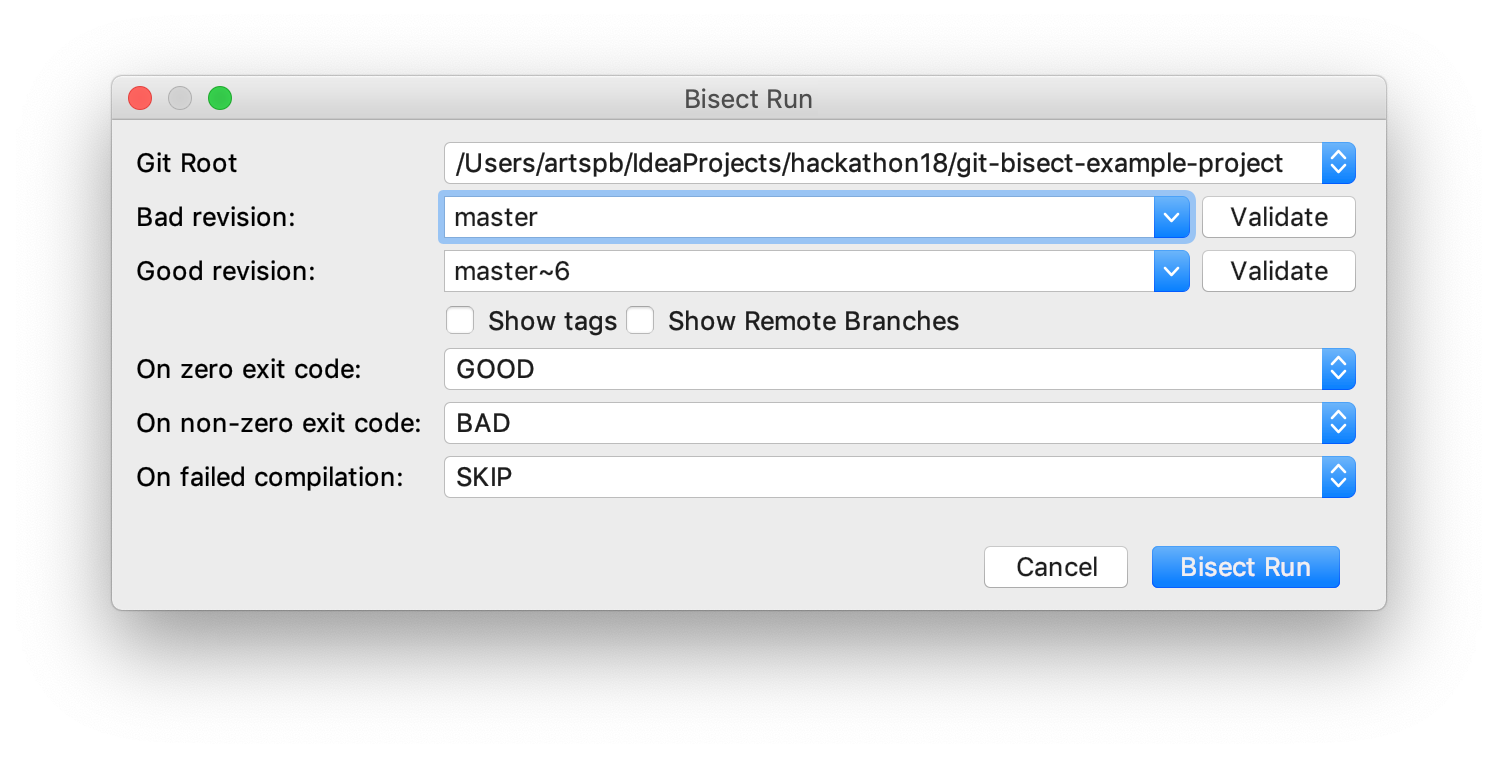 Bisect Run
Git Root /Users/artspb/IdeaProjects/hackathon18/git-bisect-example-project
Bad revision: master Validate
Good revision: master~6 Validate
Show tags Show Remote Branches
On zero exit code: GOOD
On non-zero exit code: BAD
On failed compilation: SKIP
Cancel Bisect Run